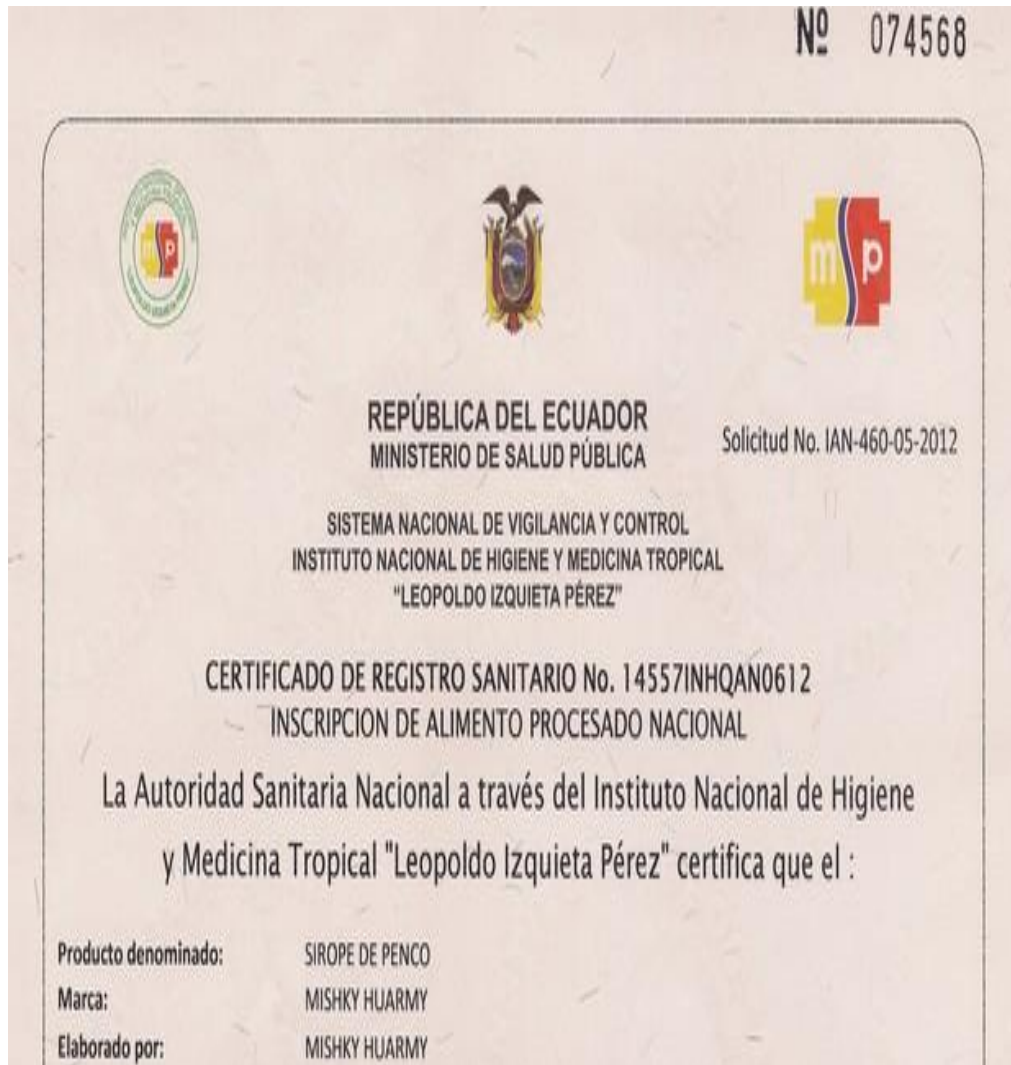 Nº 074568
m p
REPÚBLICA DEL ECUADOR
MINISTERIO DE SALUD PÚBLICA
Solicitud No. IAN-460-05-2012
SISTEMA NACIONAL DE VIGILANCIA Y CONTROL
INSTITUTO NACIONAL DE HIGIENE Y MEDICINA TROPICAL
"LEOPOLDO IZQUIETA PÉREZ"
CERTIFICADO DE REGISTRO SANITARIO No. 14557INHQAN0612
INSCRIPCION DE ALIMENTO PROCESADO NACIONAL
La Autoridad Sanitaria Nacional a través del Instituto Nacional de Higiene
y Medicina Tropical "Leopoldo Izquieta Pérez" certifica que el :
Producto denominado: SIROPE DE PENCO
Marca: MISHKY HUARMY
Elaborado por: MISHKY HUARMY